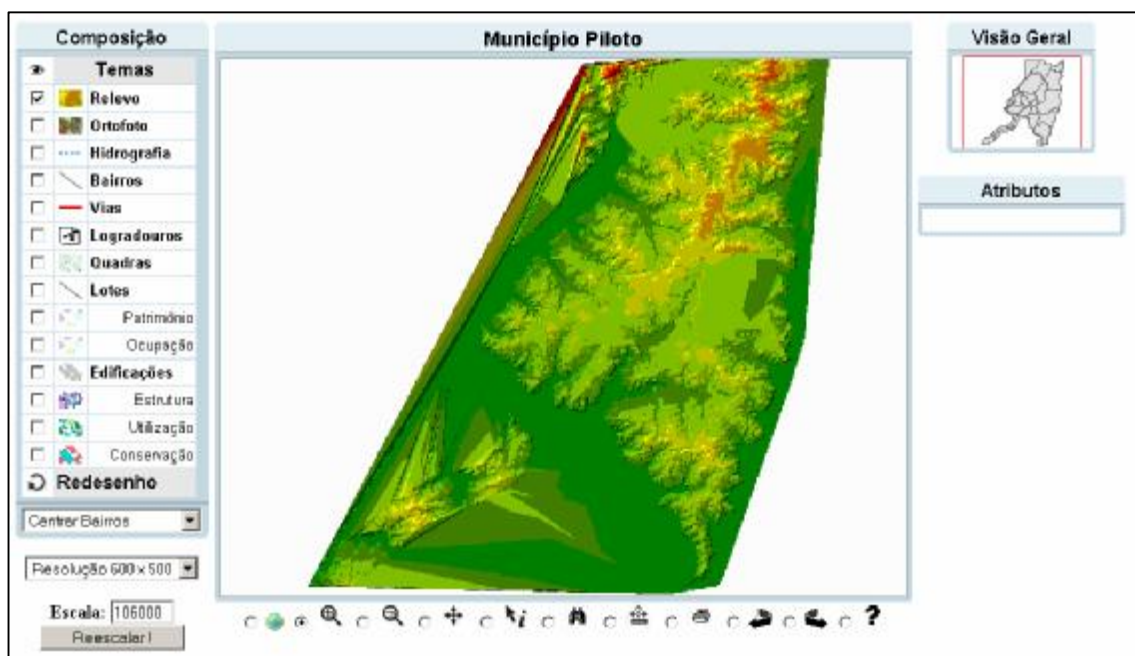 Composição
Temas
Relevo
Ortofoto
Hidrografia
Bairros
Vias
Logradouros
Quadras
Lotes
Patrimônio
Ocupação
Edificações
Estrutura
Utilização
Conservação
Redesenho
Centrar Bairros
Resolução 600 x 500
Escala: 106000
Reescalar!
Município Piloto
i
?
Visão Geral
Atributos